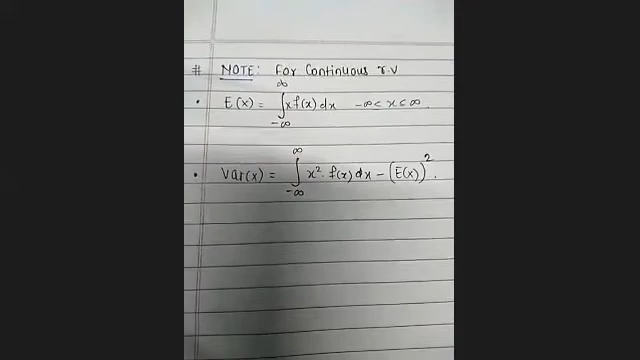 # NOTE: For Continuous r.v
• E(x) = ∫_{-∞}^{∞} x f(x) dx -∞ < x < ∞.
• Var(x) = ∫_{-∞}^{∞} x² · f(x) dx - (E(x))².